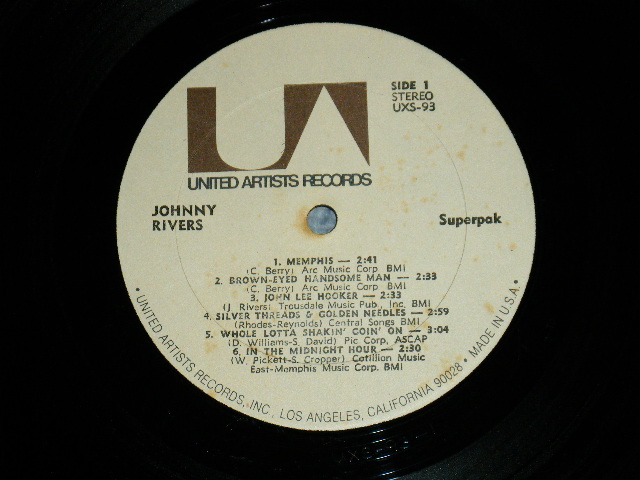 UA
UNITED ARTISTS RECORDS
SIDE 1
STEREO
UXS-93
JOHNNY
RIVERS
Superpak
1. MEMPHIS — 2:41
(C. Berry) Arc Music Corp BMI
2. BROWN-EYED HANDSOME MAN — 2:33
(C. Berry) Arc Music Corp. BMI
3. JOHN LEE HOOKER — 2:33
(J. Rivers) Trousdale Music Pub., Inc. BMI
4. SILVER THREADS & GOLDEN NEEDLES — 2:59
(Rhodes-Reynolds) Central Songs BMI
5. WHOLE LOTTA SHAKIN' GOIN' ON — 3:04
(D. Williams-S. David) Pic Corp, ASCAP
6. IN THE MIDNIGHT HOUR — 2:30
(W. Pickett-S. Cropper) Cotillion Music
East-Memphis Music Corp. BMI
• UNITED ARTISTS RECORDS, INC., LOS ANGELES, CALIFORNIA 90028 • MADE IN U.S.A. •